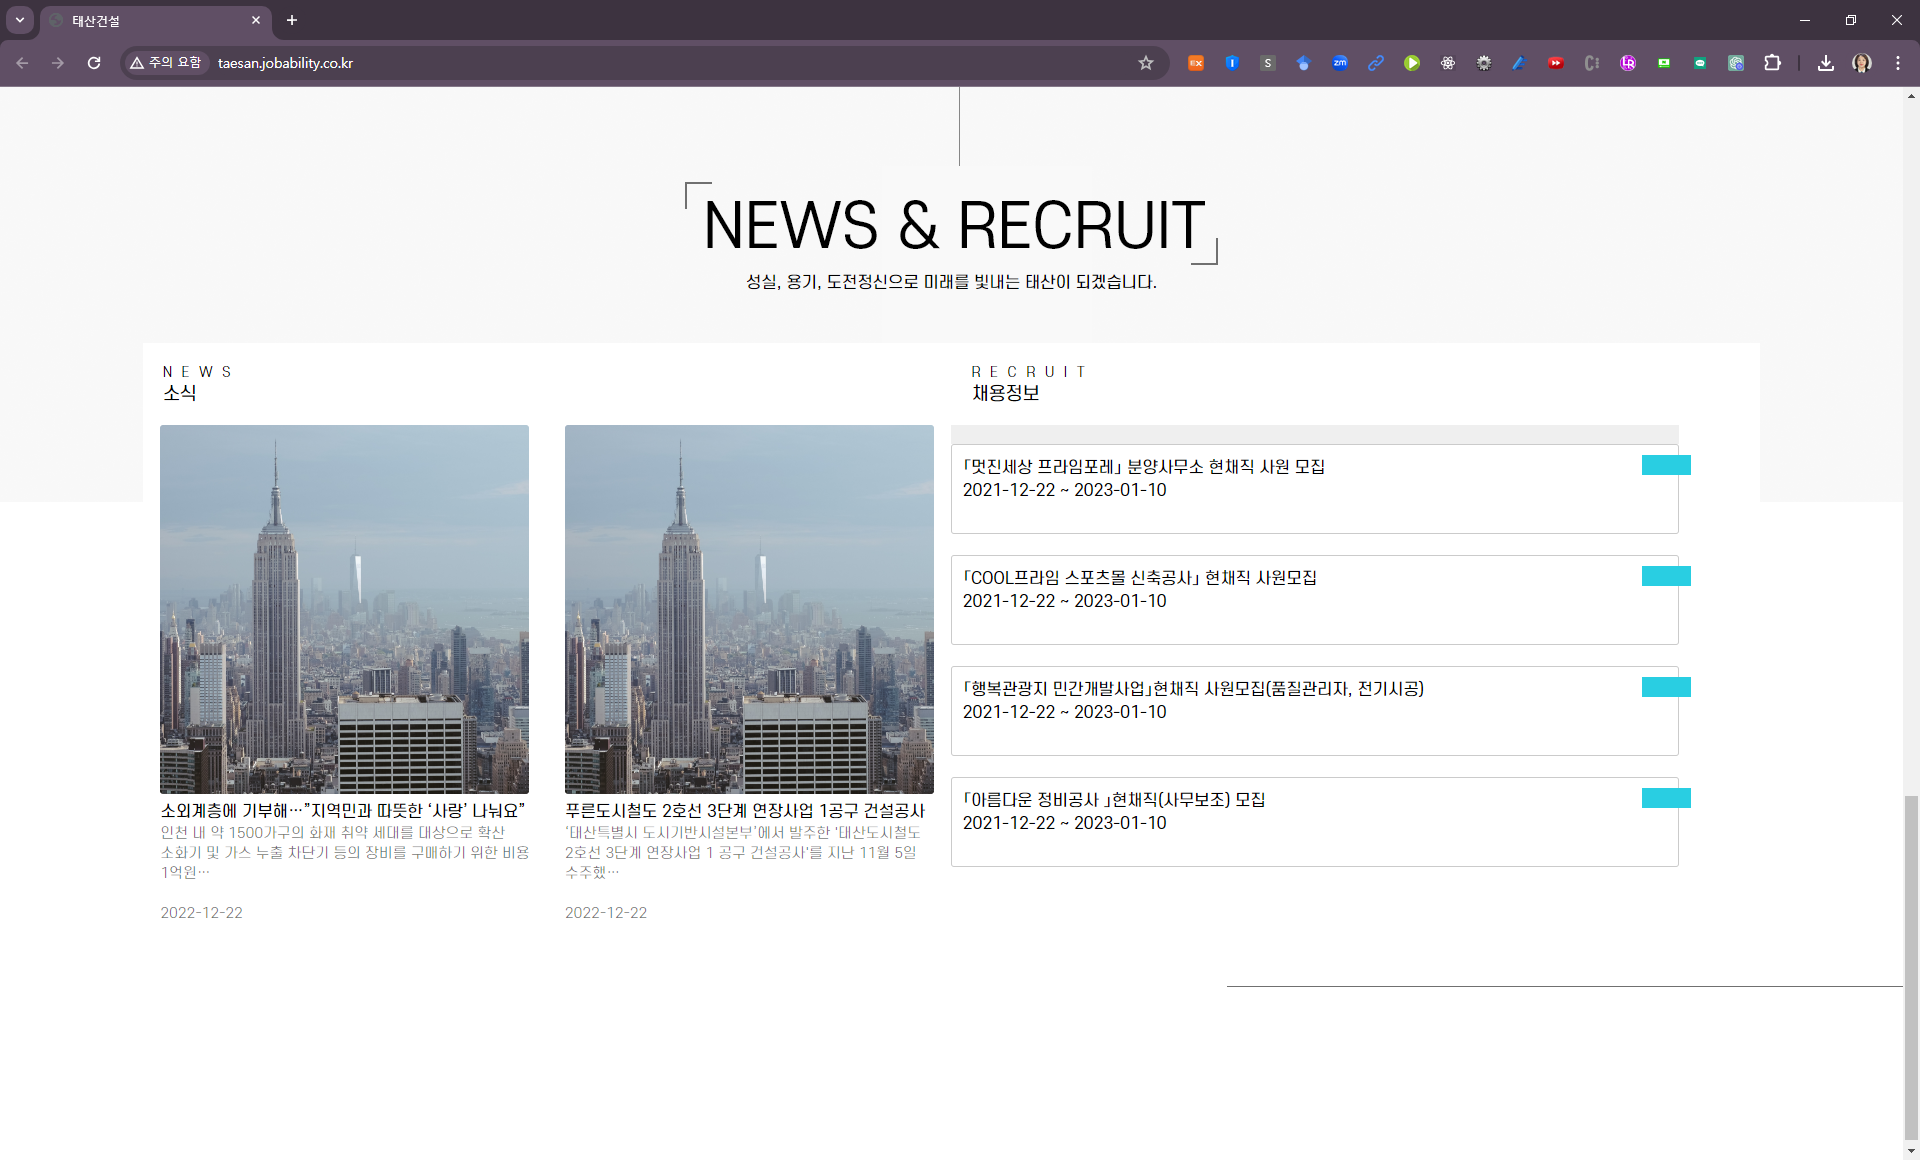 태산건설
주의 요함
taesan.jobability.co.kr
NEWS & RECRUIT
성실, 용기, 도전정신으로 미래를 빛내는 태산이 되겠습니다.
NEWS
소식
소외계층에 기부해…”지역민과 따뜻한 ‘사랑’ 나눠요”
인천 내 약 1500가구의 화재 취약 세대를 대상으로 확산
소화기 및 가스 누출 차단기 등의 장비를 구매하기 위한 비용
1억원…
2022-12-22
푸른도시철도 2호선 3단계 연장사업 1공구 건설공사
‘대산특별시 도시기반시설본부’에서 발주한 '태산도시철도
2호선 3단계 연장사업 1 공구 건설공사'를 지난 11월 5일
수주했…
2022-12-22
RECRUIT
채용정보
「멋진세상 프라임포레」 분양사무소 현채직 사원 모집
2021-12-22 ~ 2023-01-10
「COOL프라임 스포츠몰 신축공사」 현채직 사원모집
2021-12-22 ~ 2023-01-10
「행복관광지 민간개발사업」현채직 사원모집(품질관리자, 전기시공)
2021-12-22 ~ 2023-01-10
「아름다운 정비공사 」현채직(사무보조) 모집
2021-12-22 ~ 2023-01-10